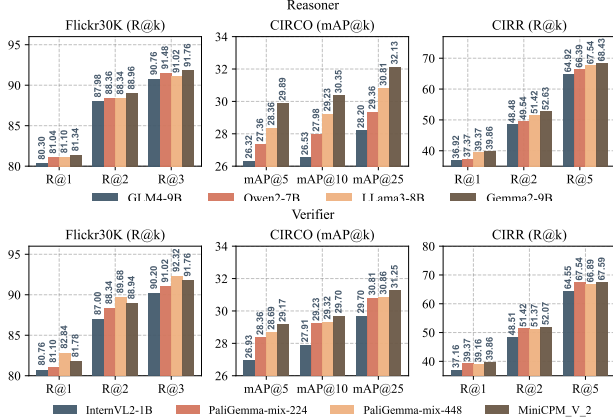 Reasoner
Flickr30K (R@k) CIRCO (mAP@k) CIRR (R@k)
95
90
85
80
80.30 81.04 81.10 81.34 87.98 88.36 88.34 88.96 90.76 91.48 91.02 91.76
R@1 R@2 R@3
34
32
30
28
26
26.32 27.36 28.36 29.89 26.53 27.98 29.23 30.35 28.20 29.36 30.81 32.13
mAP@5 mAP@10 mAP@25
70
60
50
40
36.92 37.37 39.37 39.86 48.48 49.54 51.42 52.63 64.92 66.39 67.54 68.43
R@1 R@2 R@5
GLM4-9B Qwen2-7B LLama3-8B Gemma2-9B
Verifier
Flickr30K (R@k) CIRCO (mAP@k) CIRR (R@k)
95
90
85
80
80.76 81.10 82.84 81.78 87.00 88.34 89.68 88.94 90.20 91.02 92.32 91.76
R@1 R@2 R@3
34
32
30
28
26
26.93 28.36 28.69 29.17 27.91 29.23 29.32 29.70 29.70 30.81 30.86 31.25
mAP@5 mAP@10 mAP@25
80
70
60
50
40
37.16 39.37 39.16 39.86 48.51 51.42 51.37 52.07 64.55 67.54 66.89 67.59
R@1 R@2 R@5
InternVL2-1B PaliGemma-mix-224 PaliGemma-mix-448 MiniCPM_V_2